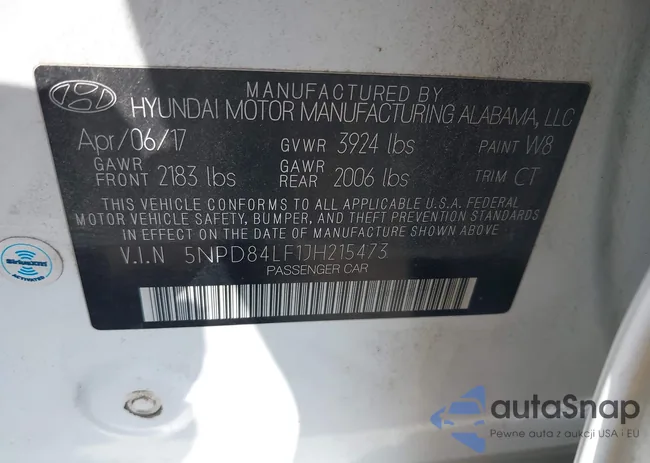 MANUFACTURED BY
HYUNDAI MOTOR MANUFACTURING ALABAMA, LLC
Apr/06/17 GVWR 3924 lbs PAINT W8
GAWR FRONT 2183 lbs GAWR REAR 2006 lbs TRIM CT
THIS VEHICLE CONFORMS TO ALL APPLICABLE U.S.A. FEDERAL
MOTOR VEHICLE SAFETY, BUMPER, AND THEFT PREVENTION STANDARDS
IN EFFECT ON THE DATE OF MANUFACTURE SHOWN ABOVE.
V.I.N 5NPD84LF1JH215473
PASSENGER CAR
SiriusXM
ACTIVATED
autoSnap
Pewne auta z aukcji USA i EU